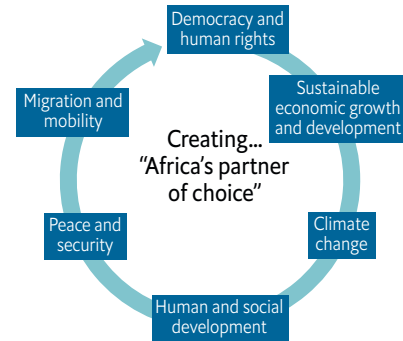 Democracy and
human rights
Sustainable
economic growth
and development
Climate
change
Human and social
development
Peace and
security
Migration and
mobility
Creating...
“Africa’s partner
of choice”